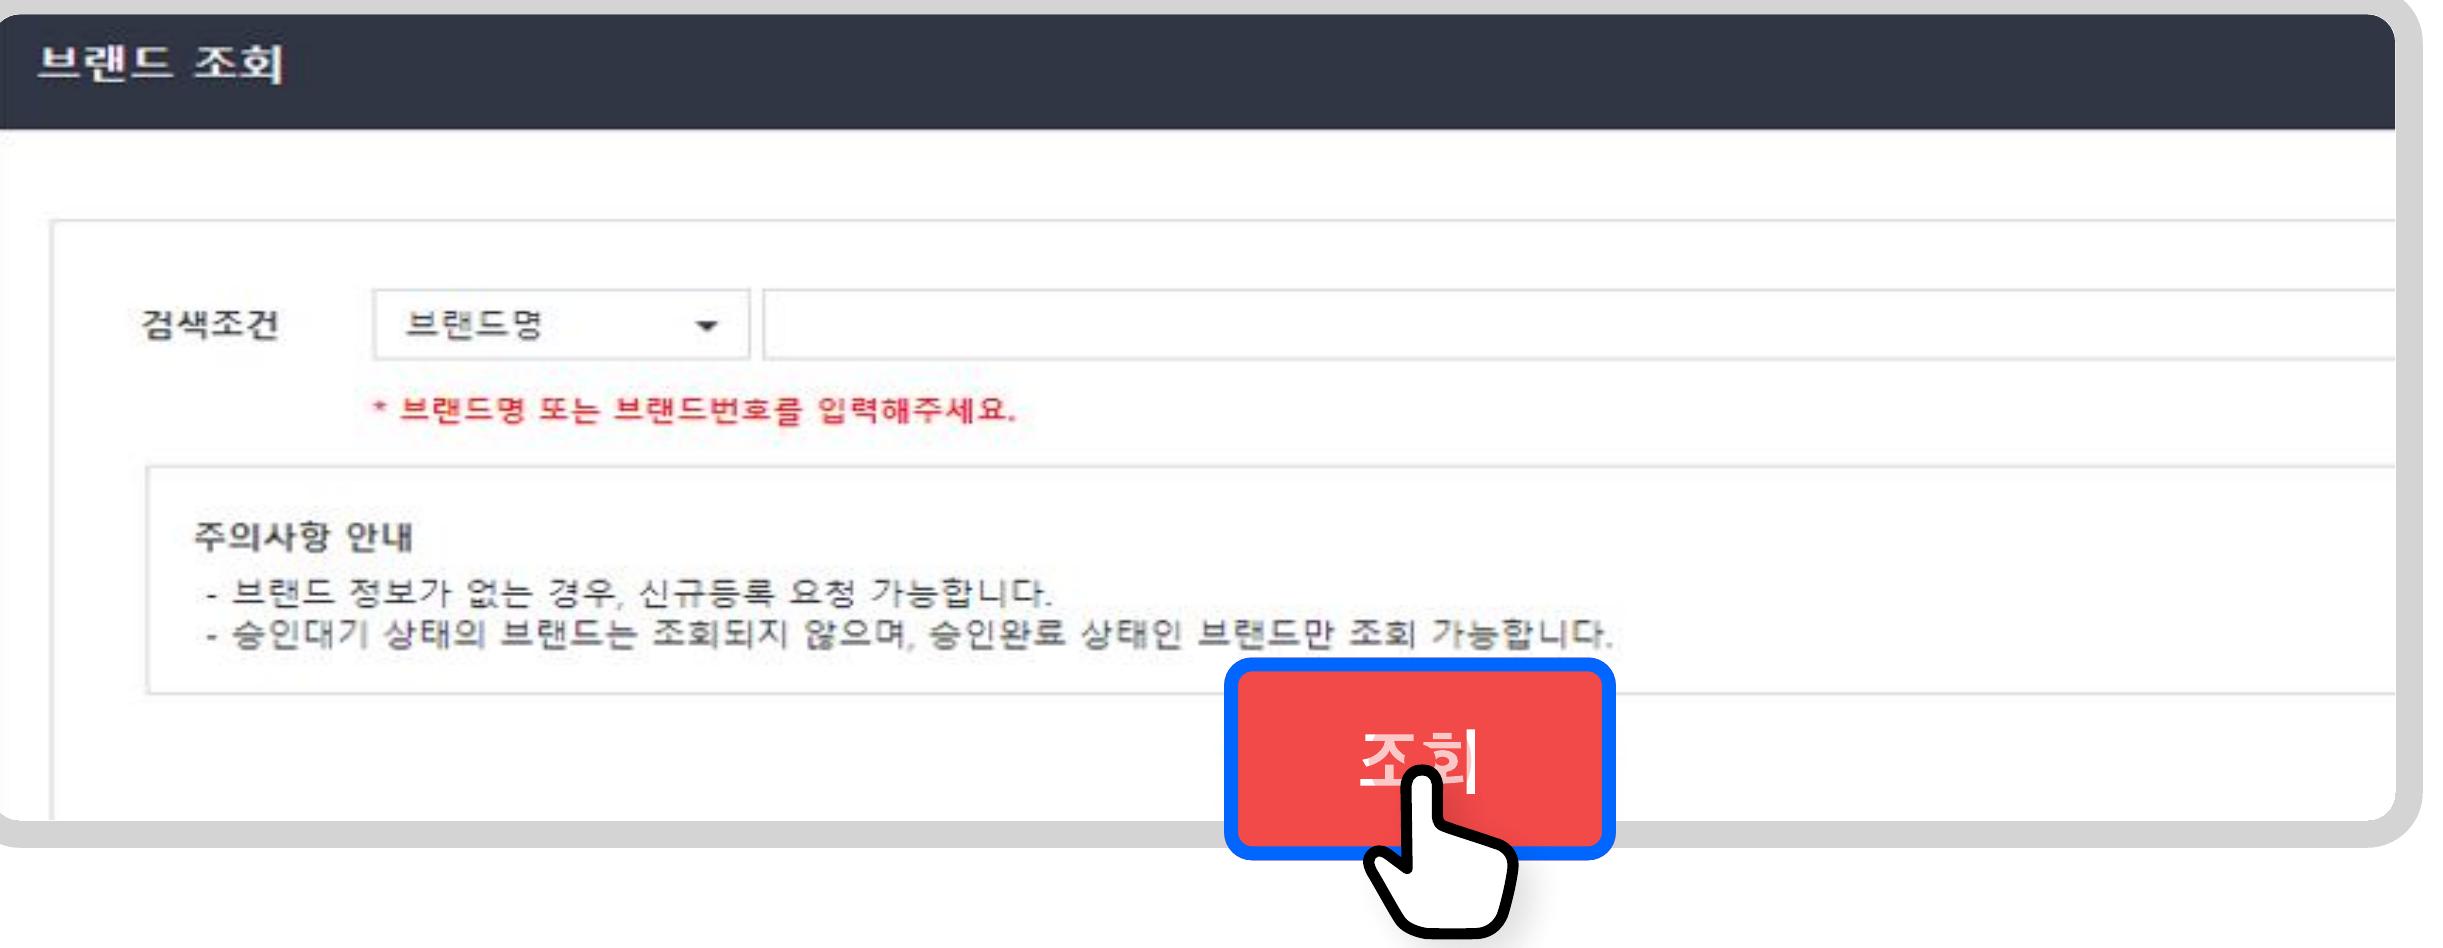 브랜드 조회
검색조건 브랜드명
* 브랜드명 또는 브랜드번호를 입력해주세요.
주의사항 안내
- 브랜드 정보가 없는 경우, 신규등록 요청 가능합니다.
- 승인대기 상태의 브랜드는 조회되지 않으며, 승인완료 상태인 브랜드만 조회 가능합니다.
조회